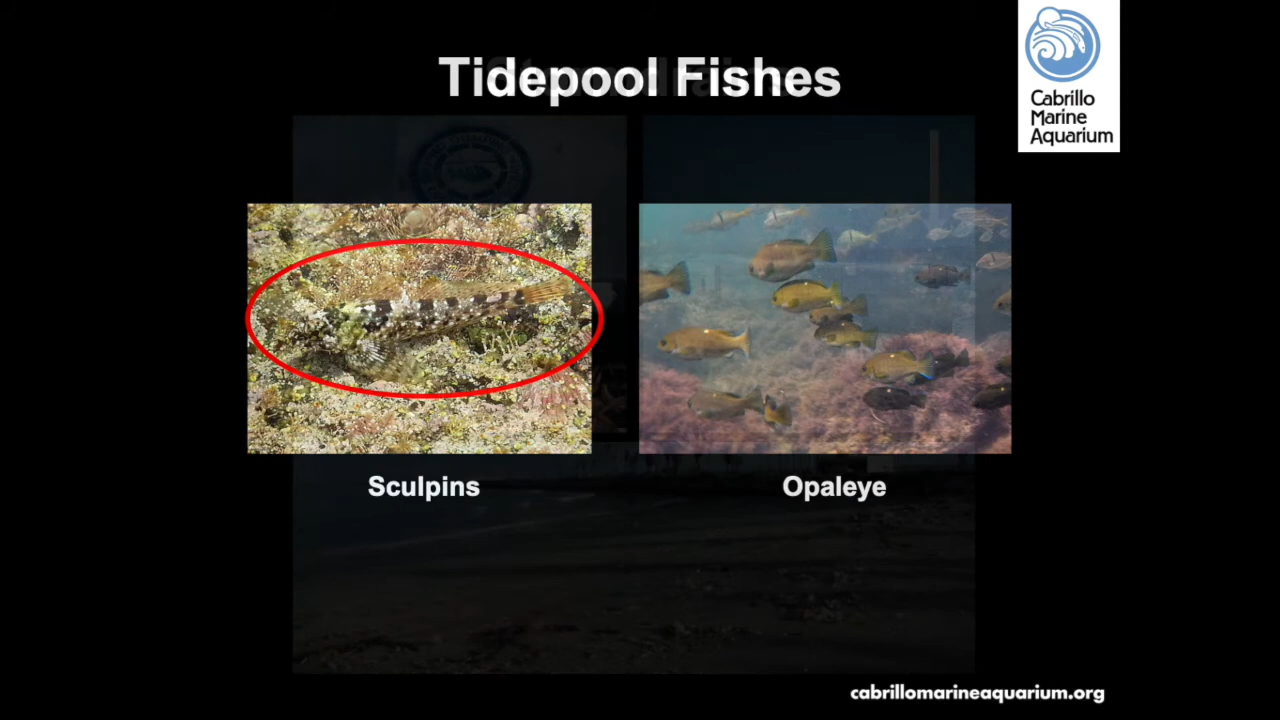 Tidepool Fishes
Cabrillo
Marine
Aquarium
Sculpins
Opaleye
cabrillomarineaquarium.org